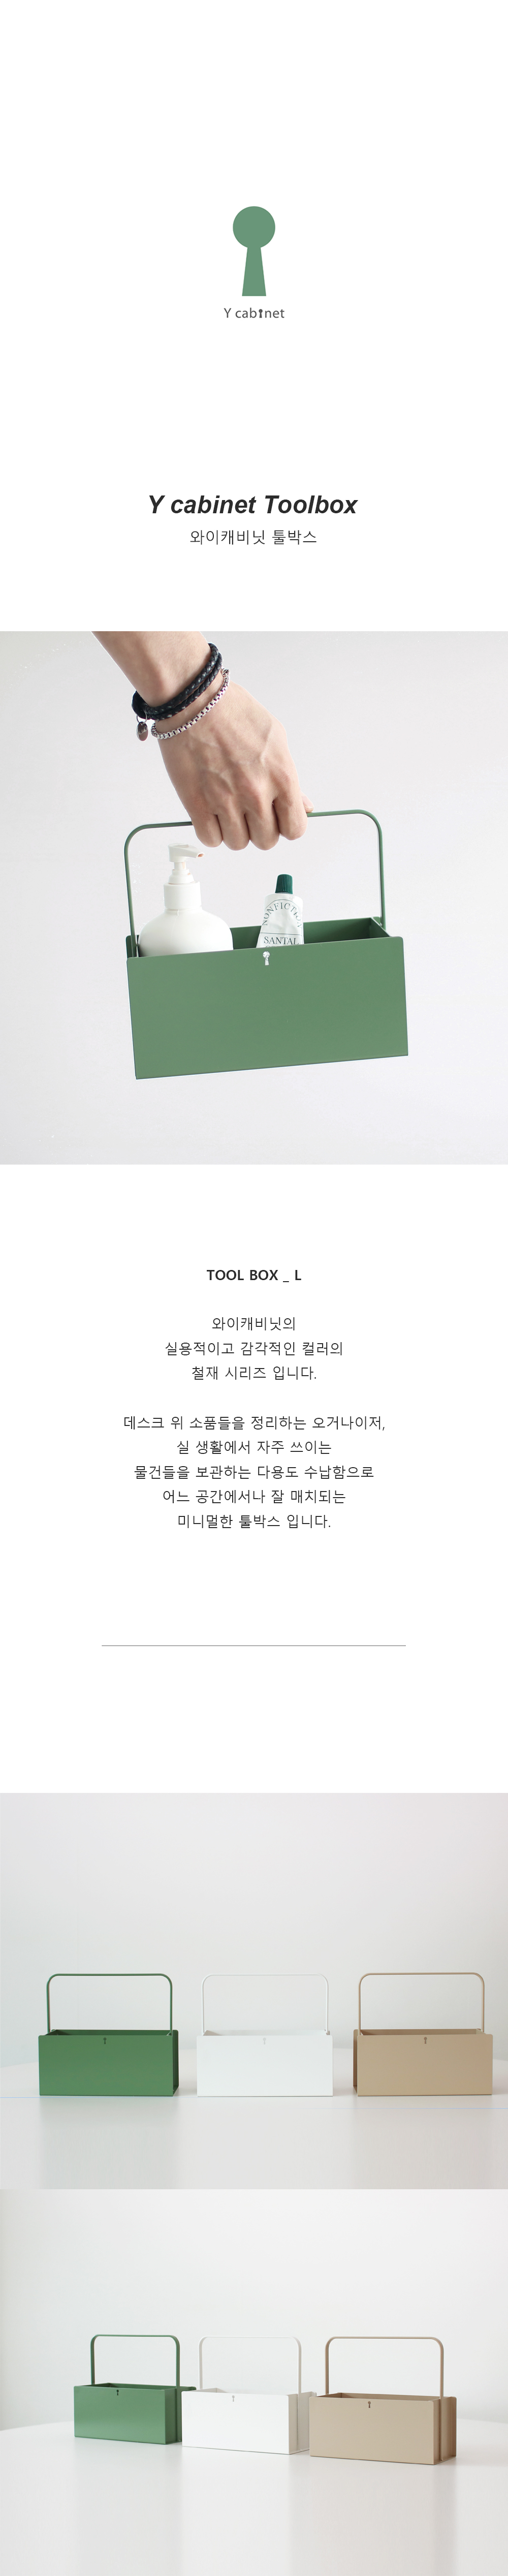 Y cabinet
Y cabinet Toolbox
와이캐비닛 툴박스
NONFICTION
SANTAL
TOOL BOX _ L
와이캐비닛의
실용적이고 감각적인 컬러의
철재 시리즈 입니다.
데스크 위 소품들을 정리하는 오거나이저,
실 생활에서 자주 쓰이는
물건들을 보관하는 다용도 수납함으로
어느 공간에서나 잘 매치되는
미니멀한 툴박스 입니다.